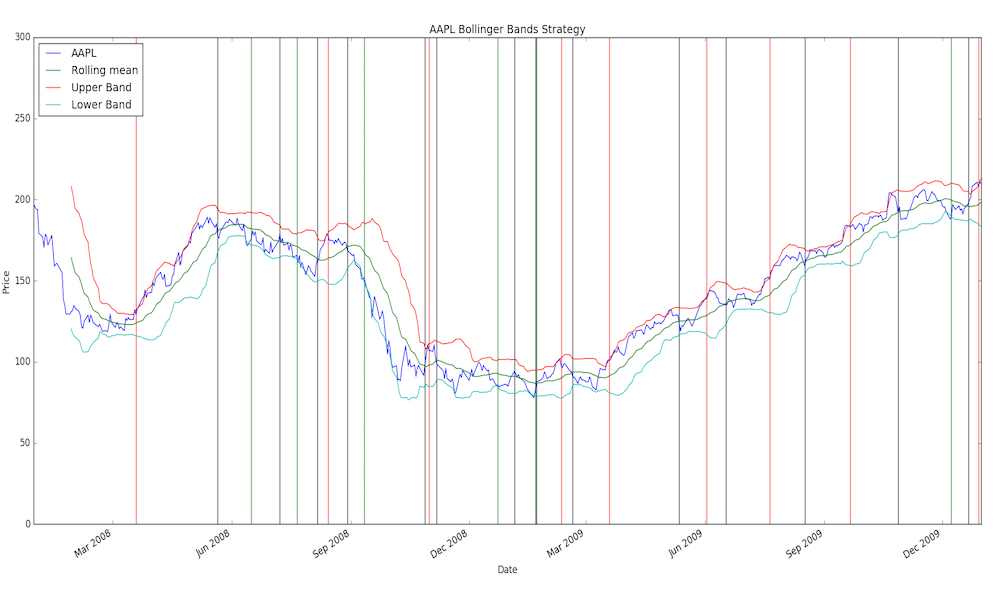 AAPL Bollinger Bands Strategy
300
250
200
150
100
50
0
Price
AAPL
Rolling mean
Upper Band
Lower Band
Mar 2008
Jun 2008
Sep 2008
Dec 2008
Mar 2009
Jun 2009
Sep 2009
Dec 2009
Date